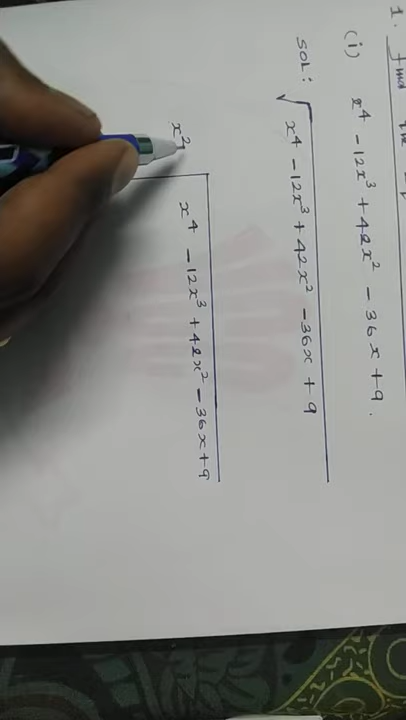 1.
(i) x⁴ - 12x³ + 42x² - 36x + 9.
SOL: √x⁴ - 12x³ + 42x² - 36x + 9
x² x⁴ - 12x³ + 42x² - 36x + 9